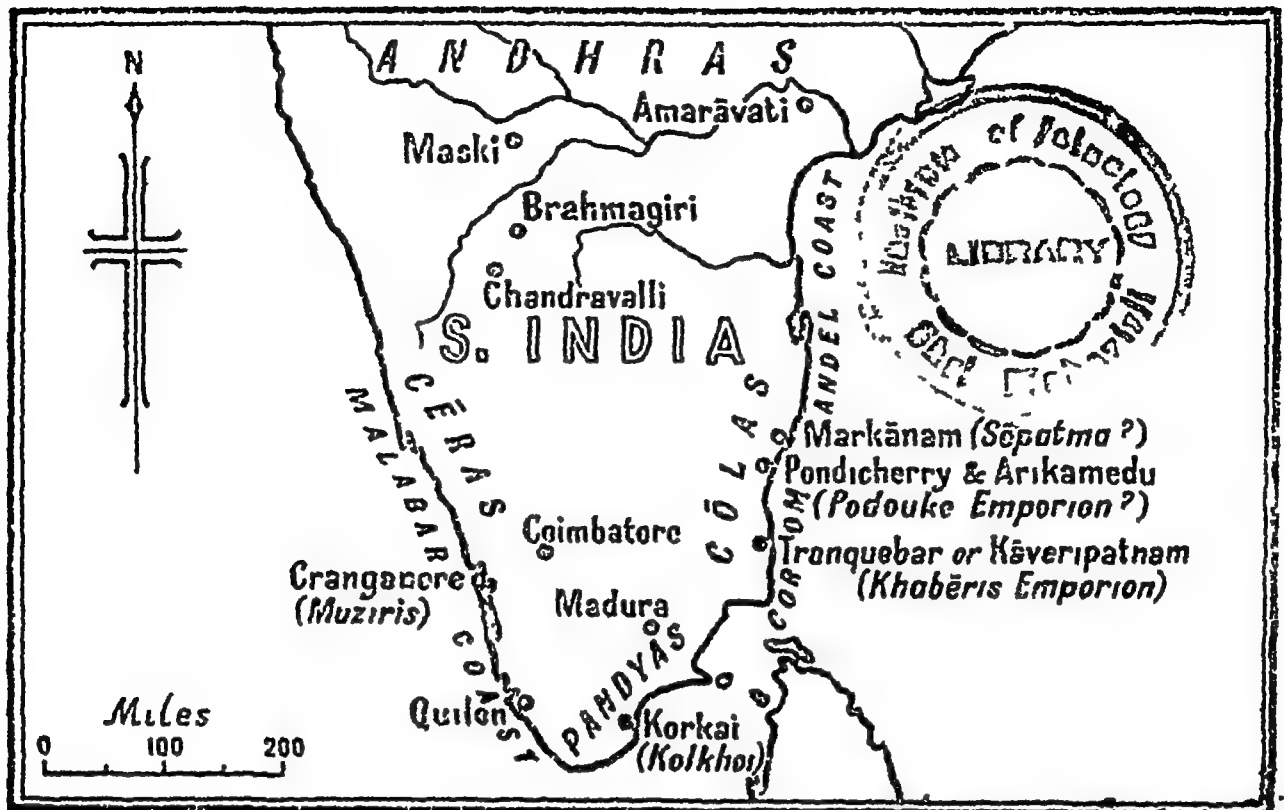 ANDHRAS
N
Amarāvati
Maski
Brahmagiri
Chandravalli
S. INDIA
LIBRARY
CĒRAS
MALABAR COAST
CŌLAS
COROMANDEL COAST
Markānam (Sōpatma?)
Pondicherry & Arikamedu
(Podouke Emporion?)
Coimbatore
Tranquebar or Kāveripatnam
(Khabēris Emporion)
Cranganore
(Muziris)
Madura
PANDYAS
Quilon
Korkai
(Kolkhoi)
Miles
0 100 200